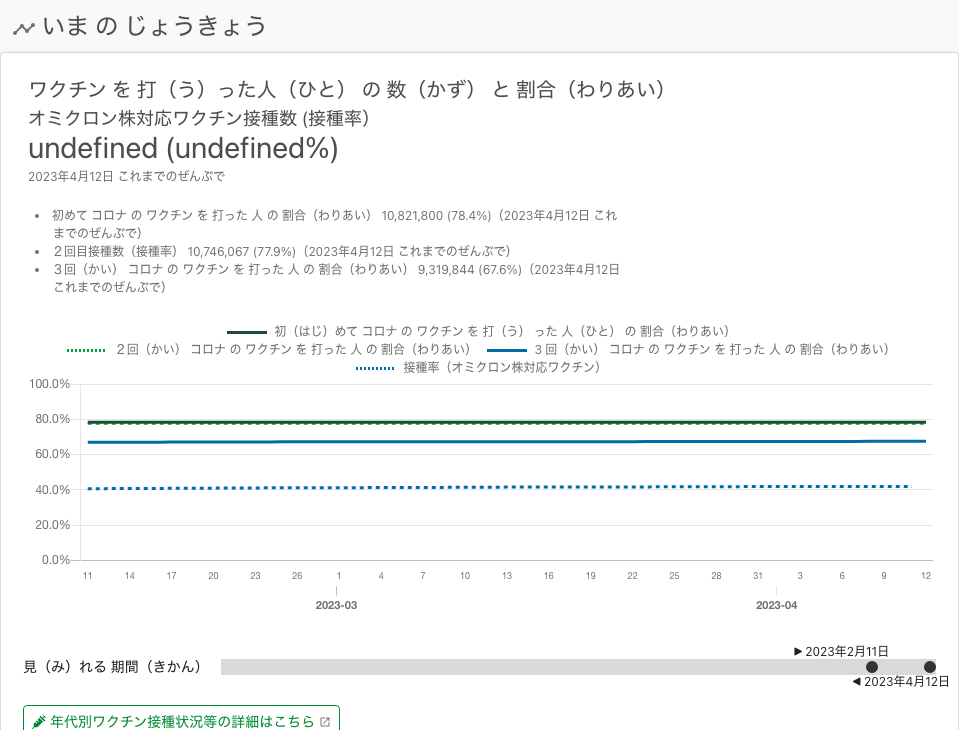 いま の じょうきょう
ワクチン を 打（う）った人（ひと） の 数（かず） と 割合（わりあい）
オミクロン株対応ワクチン接種数 (接種率)
undefined (undefined%)
2023年4月12日 これまでのぜんぶで
• 初めて コロナ の ワクチン を 打った 人 の 割合（わりあい） 10,821,800 (78.4%)（2023年4月12日 これ
までのぜんぶで）
• ２回目接種数（接種率） 10,746,067 (77.9%)（2023年4月12日 これまでのぜんぶで）
• ３回（かい） コロナ の ワクチン を 打った 人 の 割合（わりあい） 9,319,844 (67.6%)（2023年4月12日
これまでのぜんぶで）
初（はじ）めて コロナ の ワクチン を 打（う） った 人（ひと） の 割合（わりあい）
２回（かい） コロナ の ワクチン を 打った 人 の 割合（わりあい） ３回（かい） コロナ の ワクチン を 打った 人 の 割合（わりあい）
接種率（オミクロン株対応ワクチン）
100.0%
80.0%
60.0%
40.0%
20.0%
0.0%
11 14 17 20 23 26 1 4 7 10 13 16 19 22 25 28 31 3 6 9 12
2023-03 2023-04
▶ 2023年2月11日
見（み）れる 期間（きかん）
◀ 2023年4月12日
年代別ワクチン接種状況等の詳細はこちら